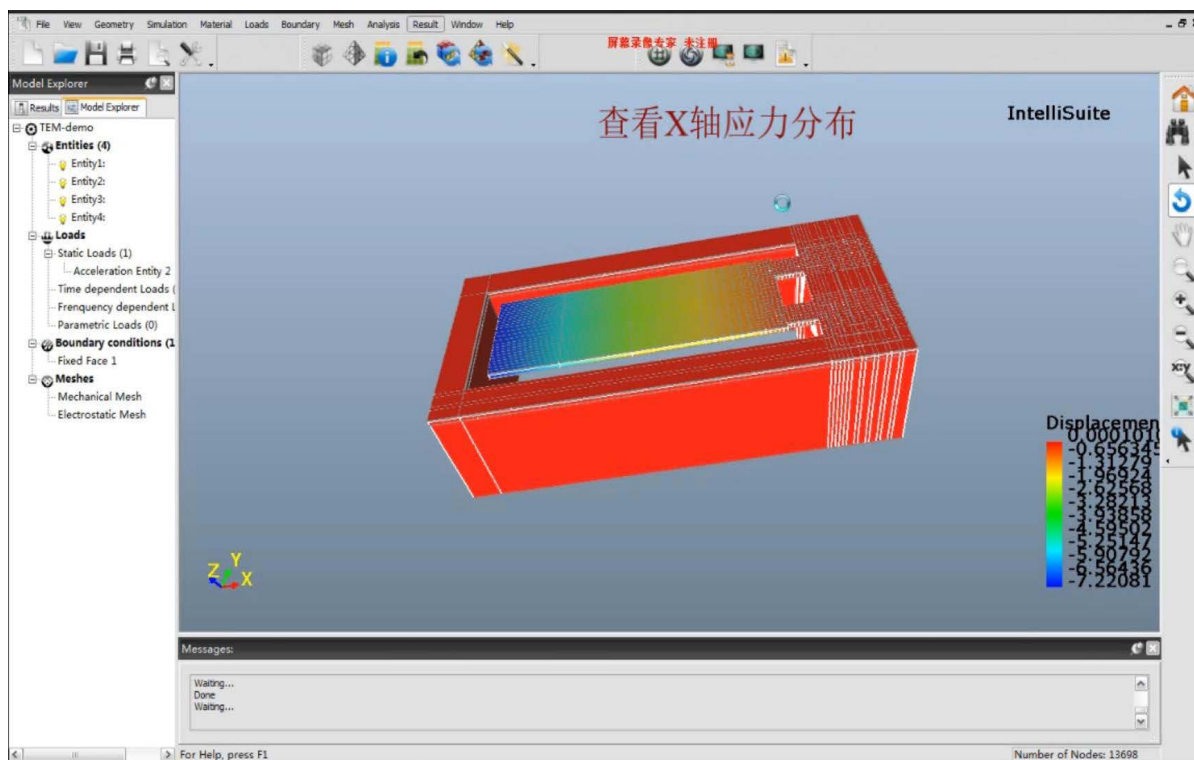 File View Geometry Simulation Material Loads Boundary Mesh Analysis Result Window Help
屏幕录像专家 未注册
Model Explorer
Results Model Explorer
TEM-demo
Entities (4)
Entity1:
Entity2:
Entity3:
Entity4:
Loads
Static Loads (1)
Acceleration Entity 2
Time dependent Loads (
Frenquency dependent L
Parametric Loads (0)
Boundary conditions (1
Fixed Face 1
Meshes
Mechanical Mesh
Electrostatic Mesh
查看X轴应力分布
IntelliSuite
Displacemen
0.0001010
-0.656345
-1.31279
-1.96924
-2.62568
-3.28213
-3.93858
-4.59502
-5.25147
-5.90792
-6.56436
-7.22081
Z Y X
x:y
Messages:
Waiting...
Done
Waiting...
For Help, press F1
Number of Nodes: 13698